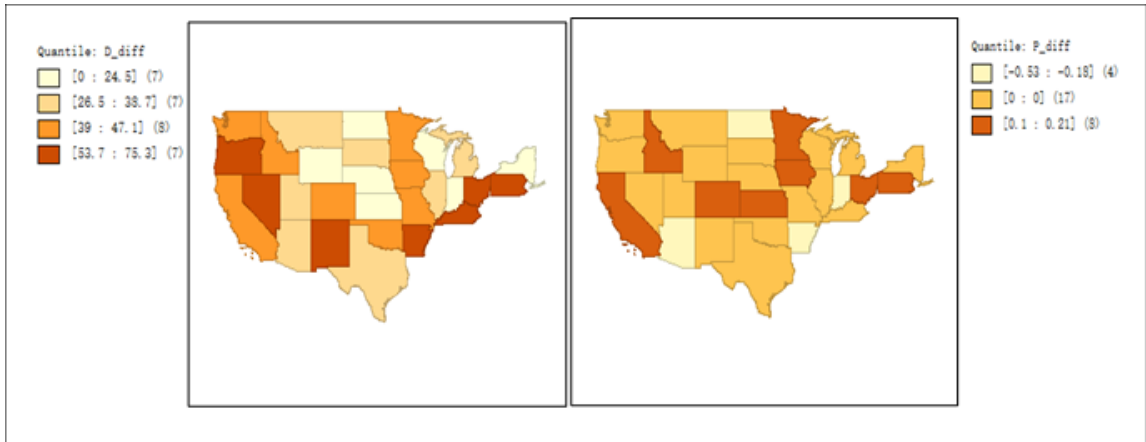 Quantile: D_diff
[0 : 24.5] (7)
[26.5 : 38.7] (7)
[39 : 47.1] (8)
[53.7 : 75.3] (7)
Quantile: P_diff
[-0.53 : -0.18] (4)
[0 : 0] (17)
[0.1 : 0.21] (8)